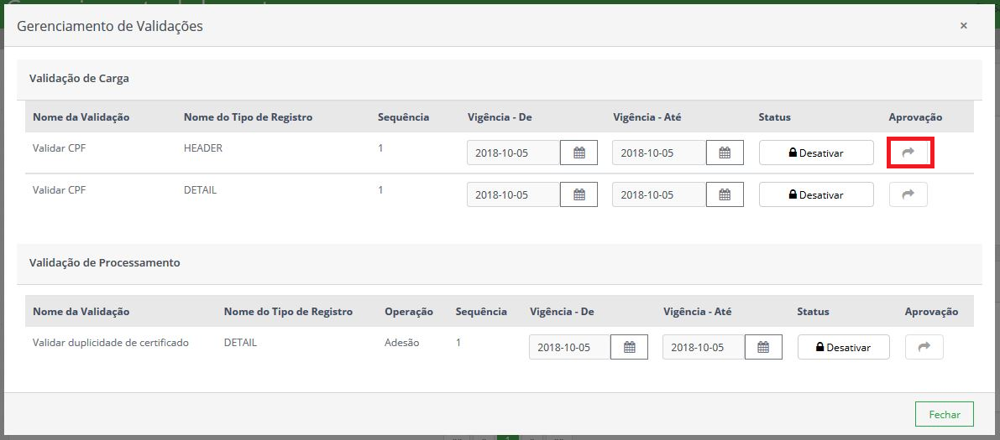 Gerenciamento de Validações ×
Validação de Carga
Nome da Validação Nome do Tipo de Registro Sequência Vigência - De Vigência - Até Status Aprovação
Validar CPF HEADER 1 2018-10-05 2018-10-05 Desativar
Validar CPF DETAIL 1 2018-10-05 2018-10-05 Desativar
Validação de Processamento
Nome da Validação Nome do Tipo de Registro Operação Sequência Vigência - De Vigência - Até Status Aprovação
Validar duplicidade de certificado DETAIL Adesão 1 2018-10-05 2018-10-05 Desativar
Fechar